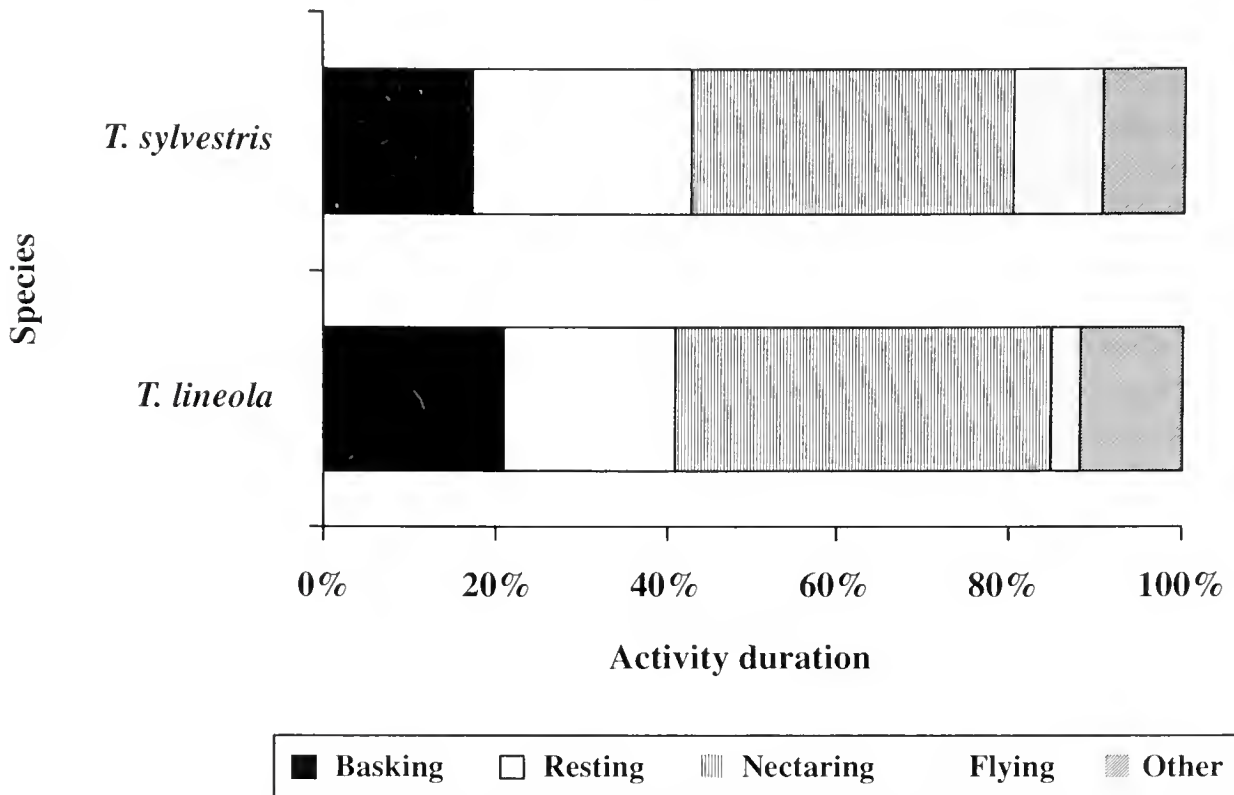 Species
T. sylvestris
T. lineola
0% 20% 40% 60% 80% 100%
Activity duration
Basking Resting Nectaring Flying Other